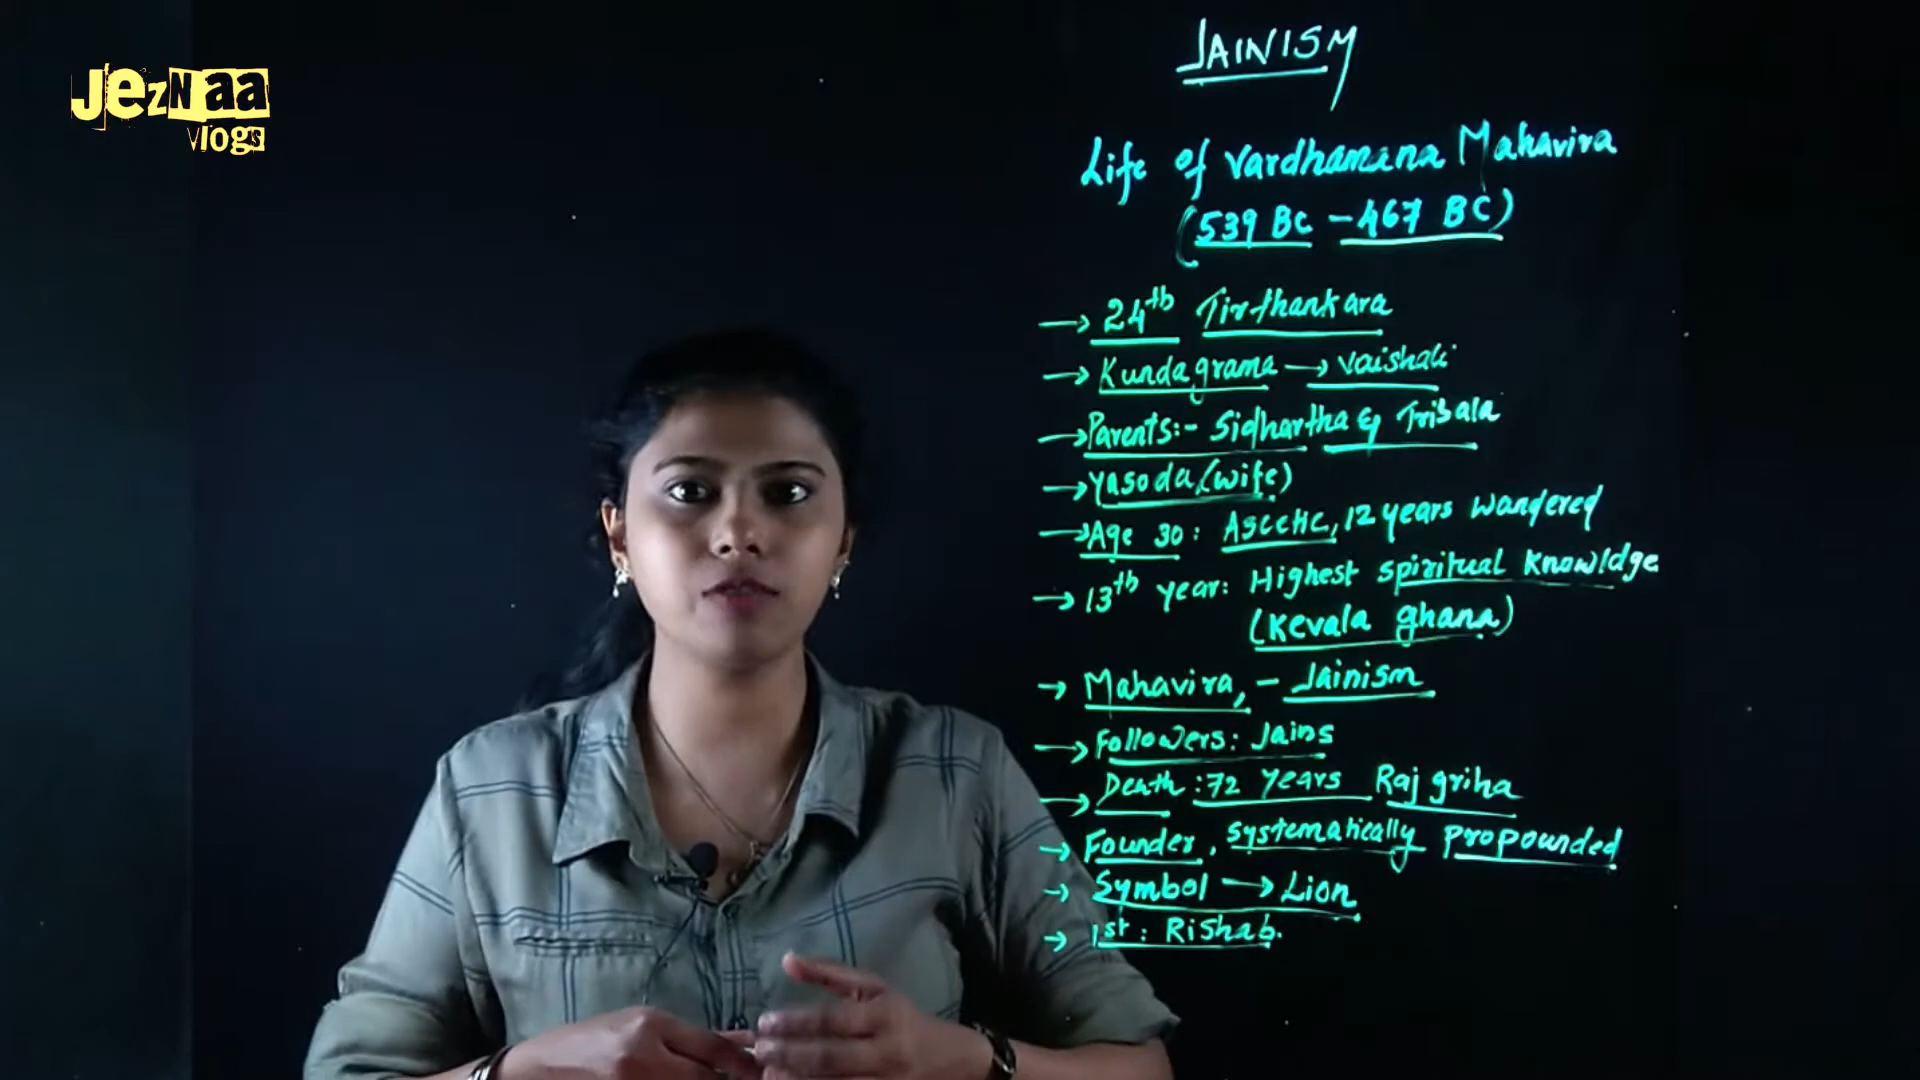 JEZNaa
vlogs
JAINISM
Life of Vardhamana Mahavira
(539 BC - 467 BC)
→ 24th Tirthankara
→ Kundagrama → Vaishali
→ Parents:- Sidhartha & Trisala
→ Yasoda (wife)
→ Age 30: Ascetic, 12 years wandered
→ 13th year: Highest spiritual knowldge
(Kevala ghana)
→ Mahavira, - Jainism
→ Followers: Jains
→ Death: 72 years Rajgriha
→ Founder, systematically propounded
→ Symbol → Lion
→ 1st: Rishab.